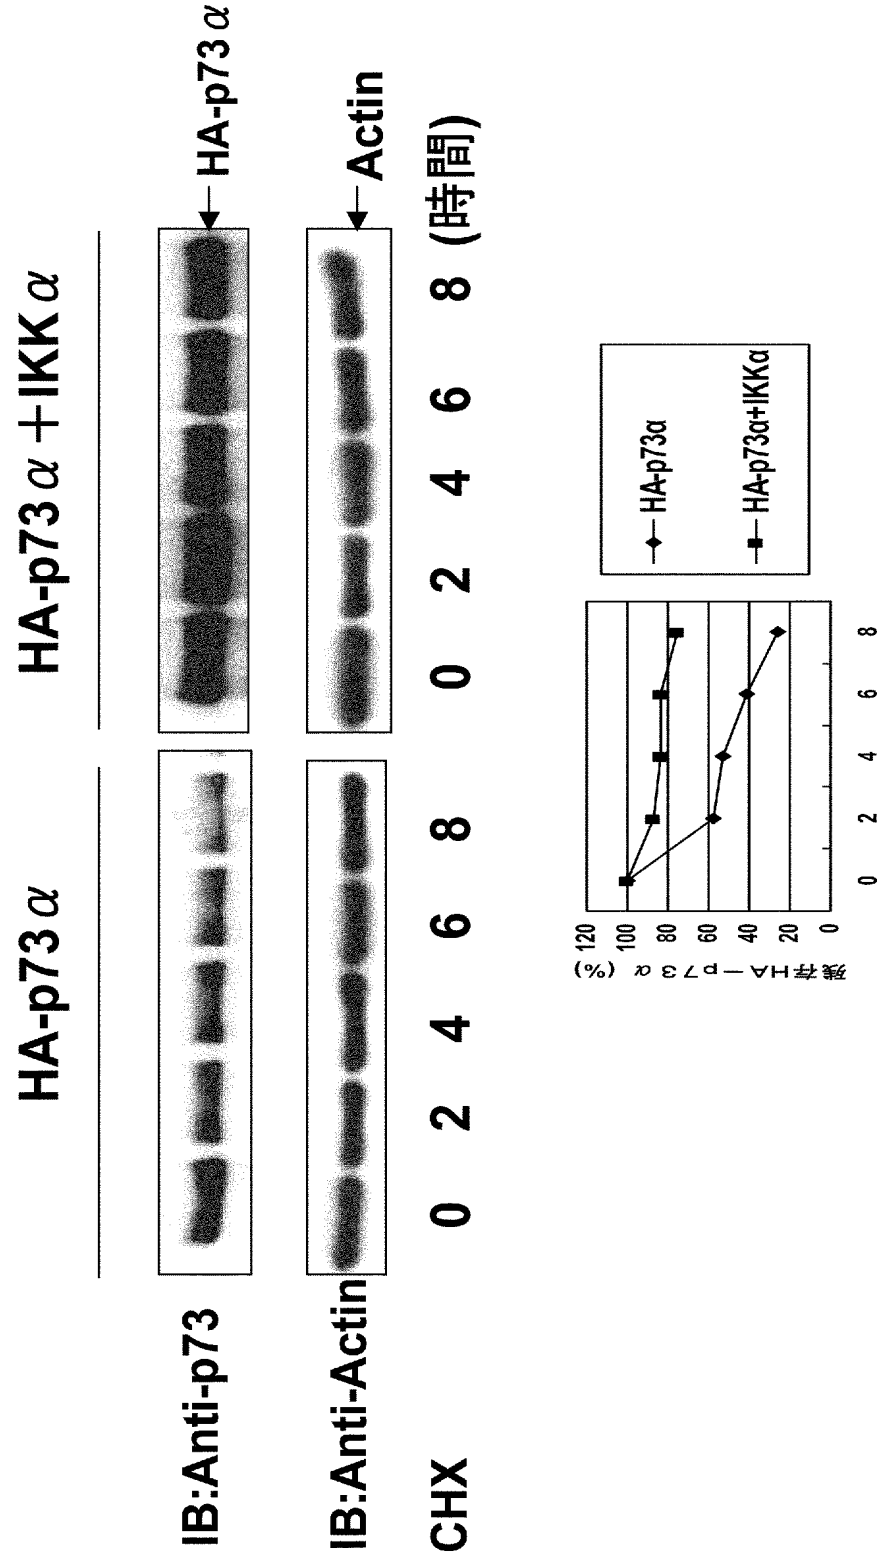 HA-p73α
HA-p73α+IKKα
IB:Anti-p73
HA-p73α
IB:Anti-Actin
Actin
CHX
0 2 4 6 8 0 2 4 6 8 (時間)
残存HA-p73α (%)
120
100
80
60
40
20
0
0 2 4 6 8
HA-p73α
HA-p73α+IKKα